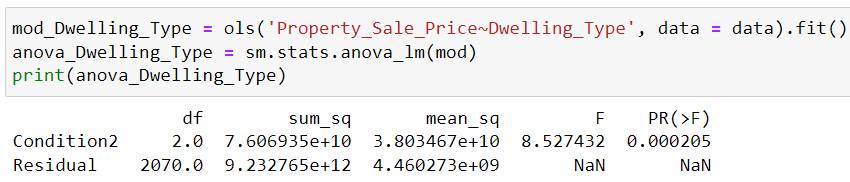 mod_Dwelling_Type = ols('Property_Sale_Price~Dwelling_Type', data = data).fit()
anova_Dwelling_Type = sm.stats.anova_lm(mod)
print(anova_Dwelling_Type)
df sum_sq mean_sq F PR(>F)
Condition2 2.0 7.606935e+10 3.803467e+10 8.527432 0.000205
Residual 2070.0 9.232765e+12 4.460273e+09 NaN NaN